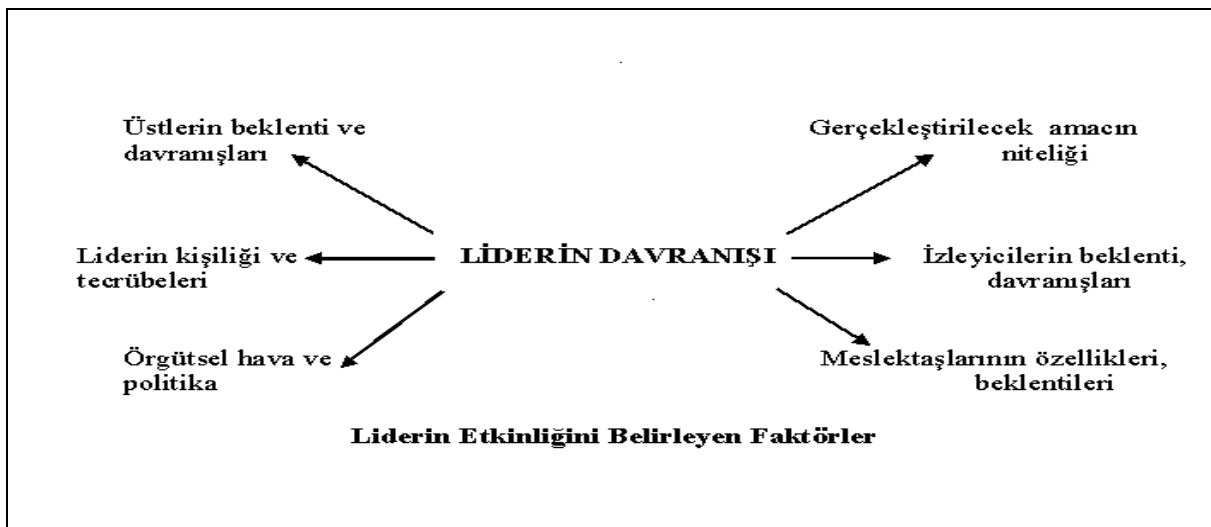 Üstlerin beklenti ve
davranışları
Gerçekleştirilecek amacın
niteliği
Liderin kişiliği ve
tecrübeleri
LİDERİN DAVRANIŞI
İzleyicilerin beklenti,
davranışları
Örgütsel hava ve
politika
Meslektaşlarının özellikleri,
beklentileri
Liderin Etkinliğini Belirleyen Faktörler